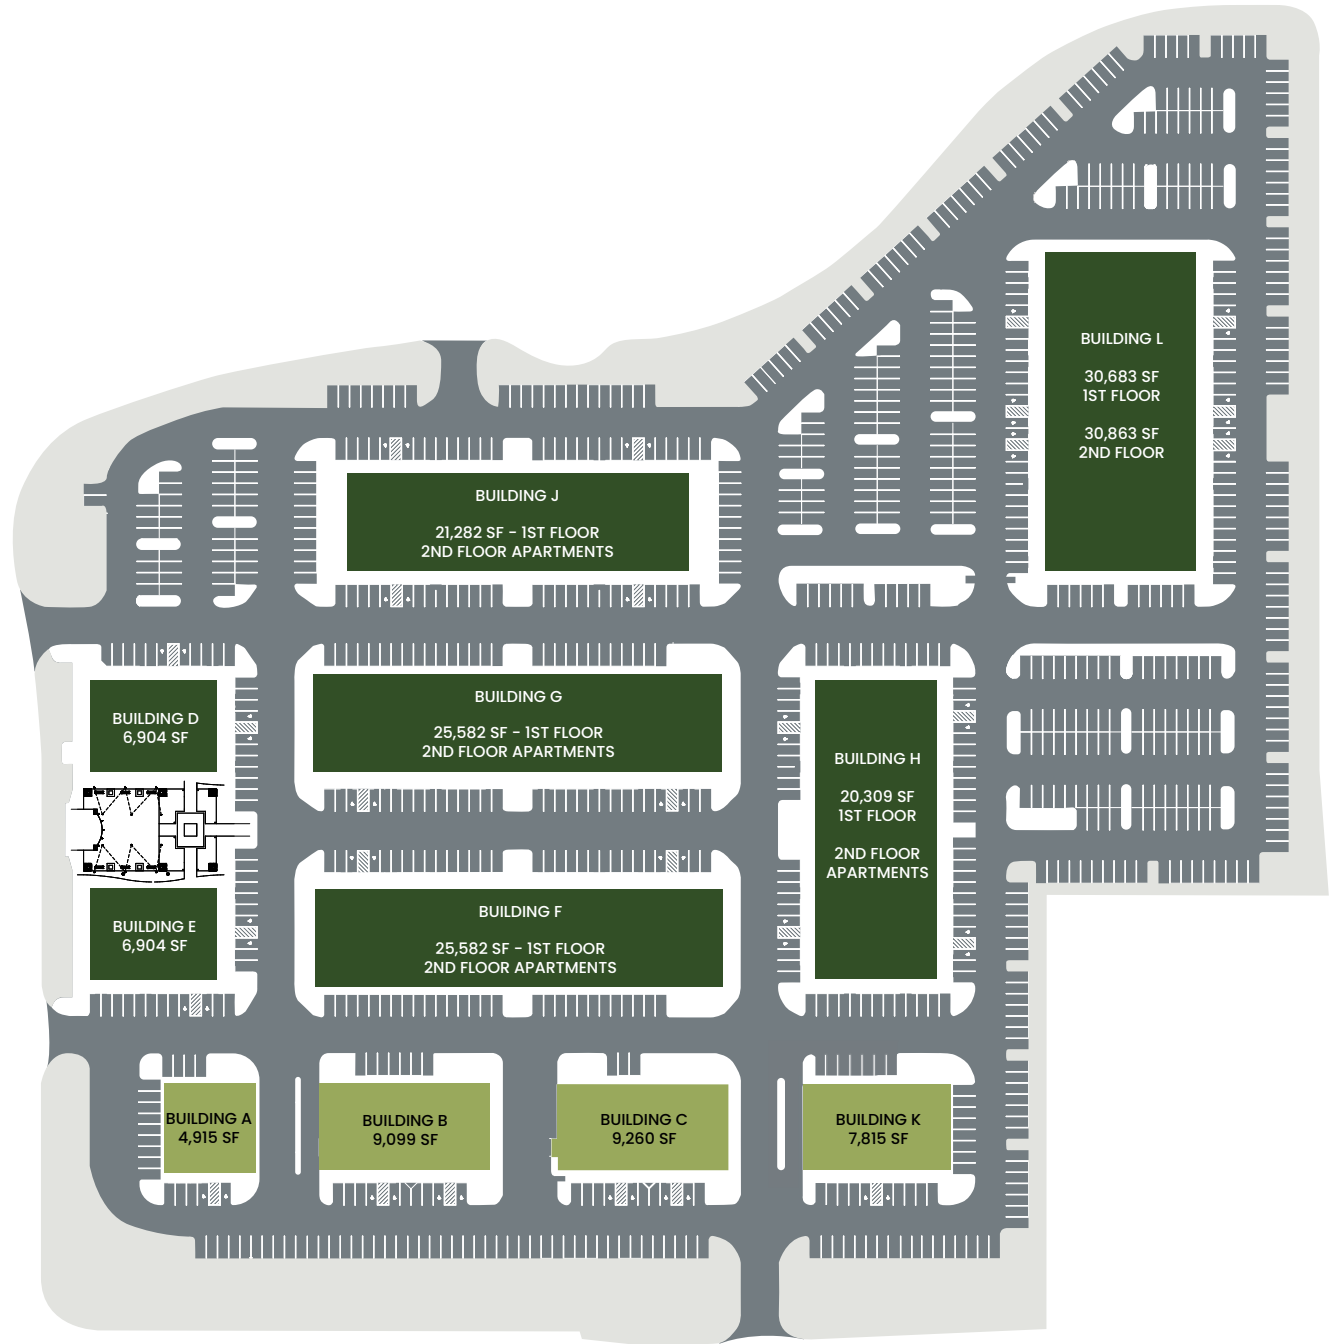 BUILDING L
30,683 SF
1ST FLOOR
30,863 SF
2ND FLOOR
BUILDING J
21,282 SF - 1ST FLOOR
2ND FLOOR APARTMENTS
BUILDING D
6,904 SF
BUILDING G
25,582 SF - 1ST FLOOR
2ND FLOOR APARTMENTS
BUILDING H
20,309 SF
1ST FLOOR
2ND FLOOR
APARTMENTS
BUILDING E
6,904 SF
BUILDING F
25,582 SF - 1ST FLOOR
2ND FLOOR APARTMENTS
BUILDING A
4,915 SF
BUILDING B
9,099 SF
BUILDING C
9,260 SF
BUILDING K
7,815 SF